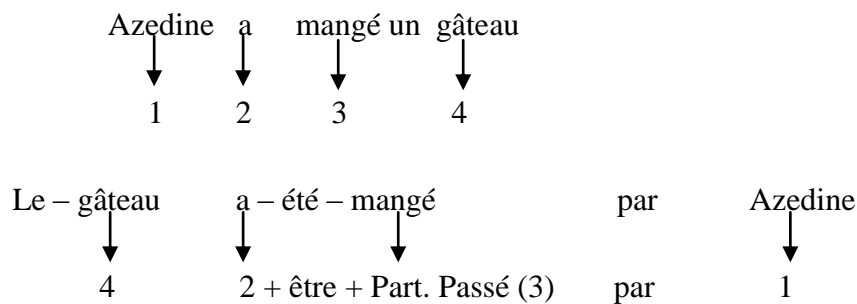 Azedine a mangé un gâteau
1 2 3 4
Le – gâteau a – été – mangé par Azedine
4 2 + être + Part. Passé (3) par 1